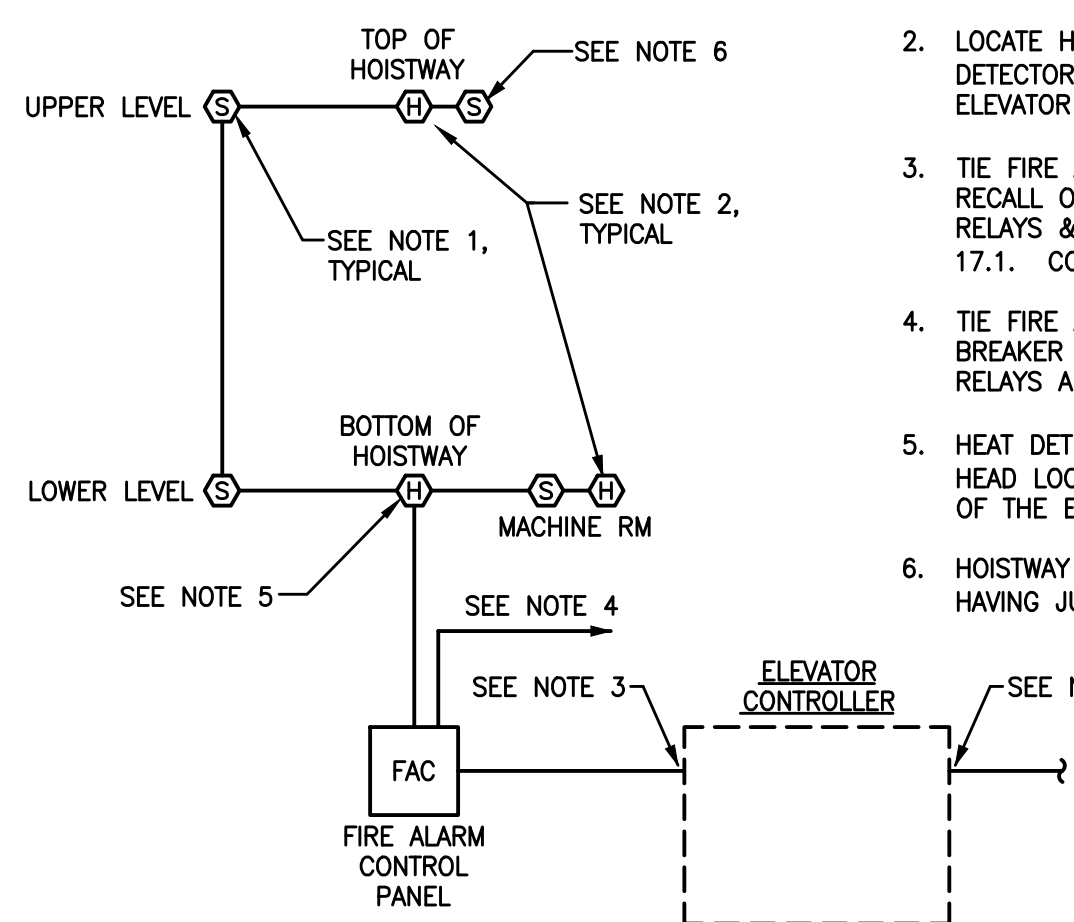 TOP OF
HOISTWAY
SEE NOTE 6
UPPER LEVEL
S
H
S
SEE NOTE 2,
TYPICAL
SEE NOTE 1,
TYPICAL
BOTTOM OF
HOISTWAY
LOWER LEVEL
S
H
S
H
MACHINE RM
SEE NOTE 5
SEE NOTE 4
SEE NOTE 3
ELEVATOR
CONTROLLER
SEE
FAC
FIRE ALARM
CONTROL
PANEL
2. LOCATE H
DETECTOR
ELEVATOR
3. TIE FIRE
RECALL O
RELAYS &
17.1. CO
4. TIE FIRE
BREAKER
RELAYS A
5. HEAT DET
HEAD LOC
OF THE E
6. HOISTWAY
HAVING JU